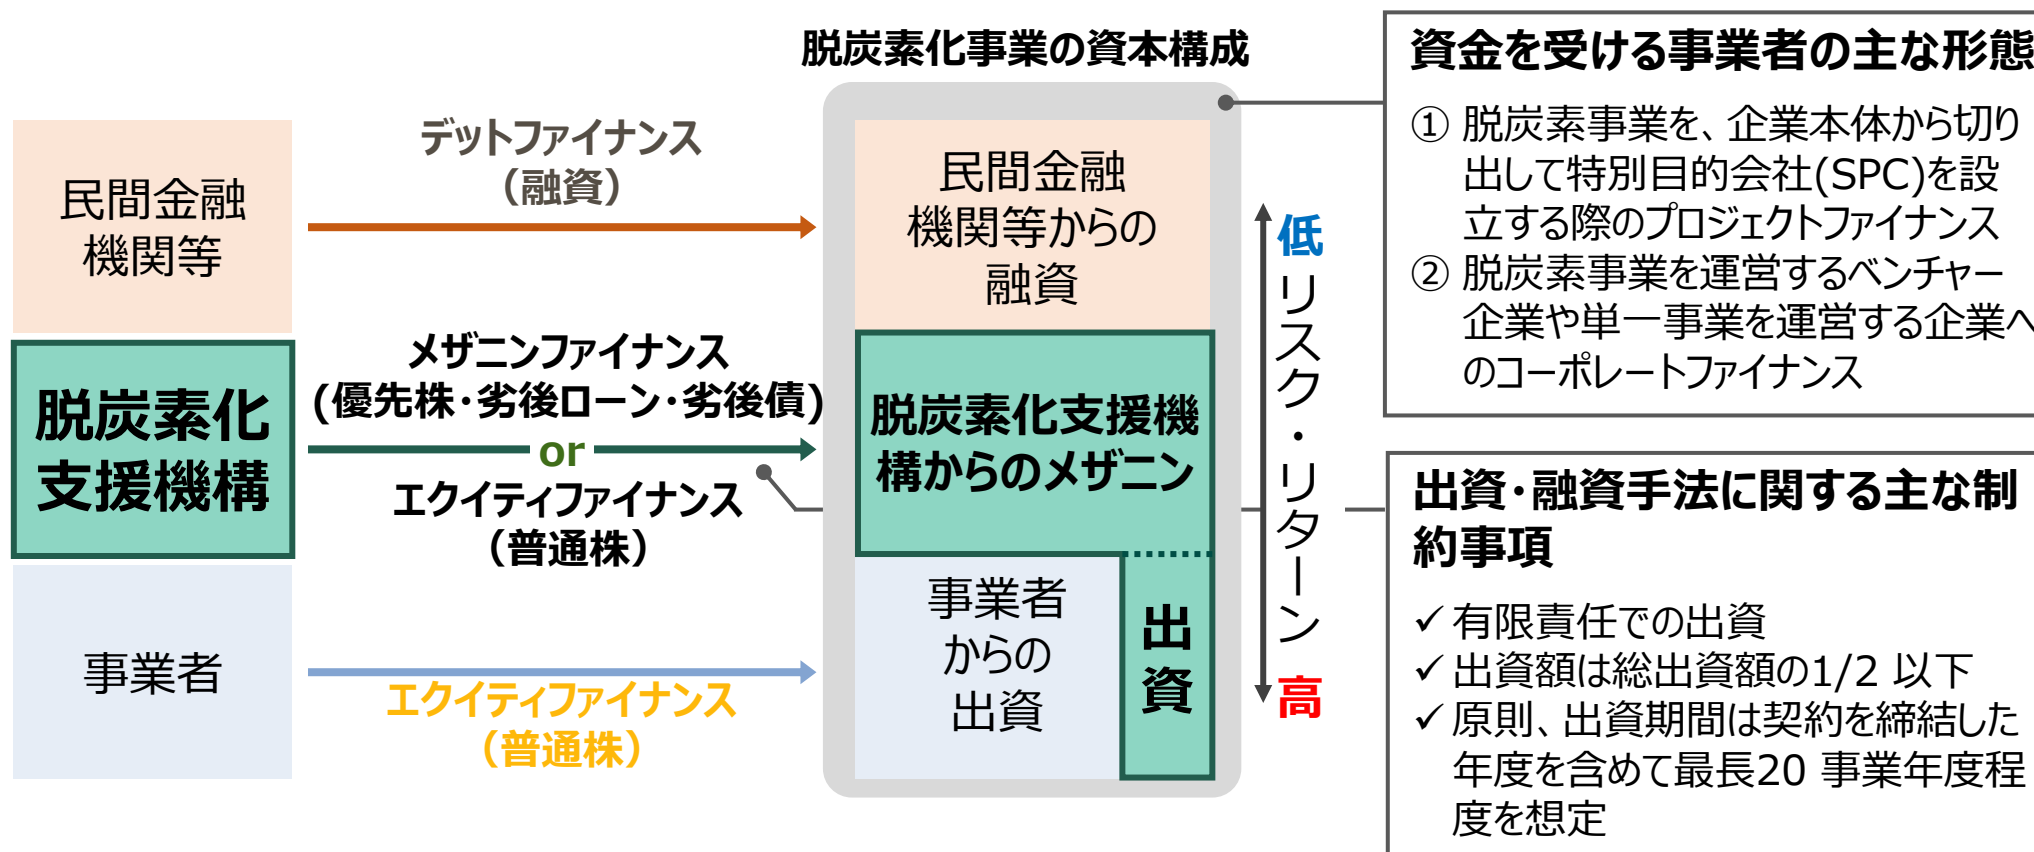 脱炭素化事業の資本構成
民間金融
機関等
デットファイナンス
（融資）
民間金融
機関等からの
融資
脱炭素化
支援機構
メザニンファイナンス
(優先株・劣後ローン・劣後債)
or
エクイティファイナンス
（普通株）
脱炭素化支援機
構からのメザニン
事業者
エクイティファイナンス
（普通株）
事業者
からの
出資
出
資
低
リスク・リターン
高
資金を受ける事業者の主な形態
① 脱炭素事業を、企業本体から切り
出して特別目的会社(SPC)を設
立する際のプロジェクトファイナンス
② 脱炭素事業を運営するベンチャー
企業や単一事業を運営する企業へ
のコーポレートファイナンス
出資・融資手法に関する主な制
約事項
✓ 有限責任での出資
✓ 出資額は総出資額の1/2 以下
✓ 原則、出資期間は契約を締結した
年度を含めて最長20 事業年度程
度を想定